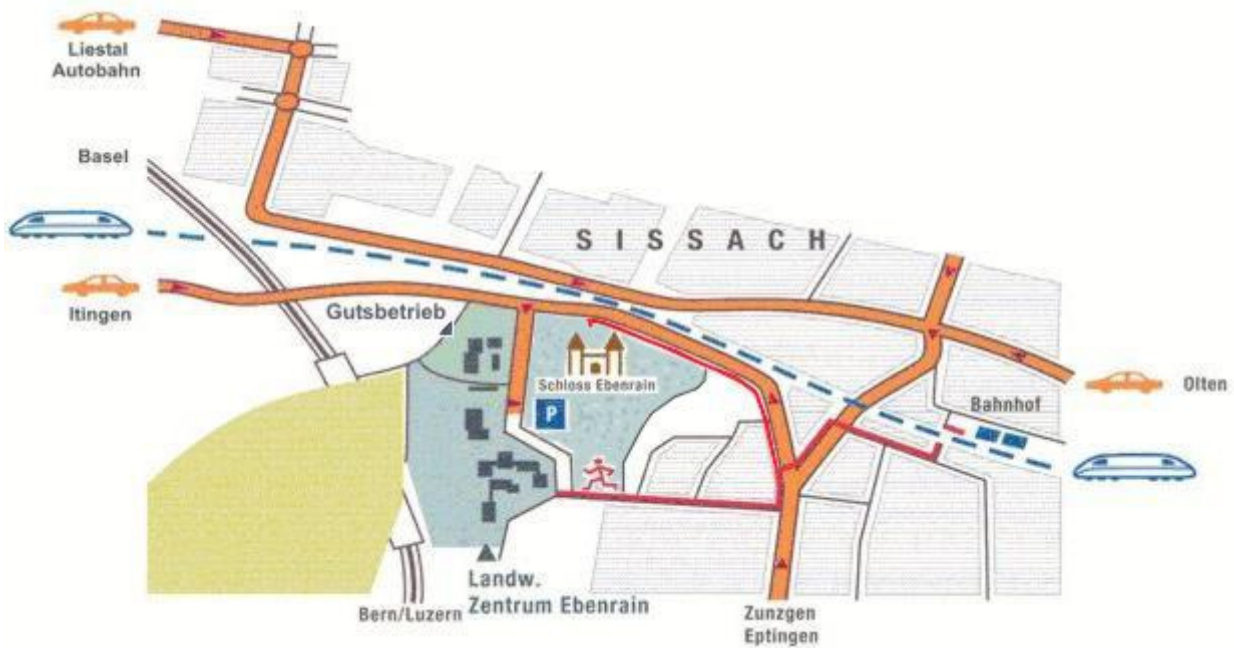 Liestal
Autobahn
Basel
SISSACH
Itingen
Gutsbetrieb
Schloss Ebenrain
P
Bahnhof
Olten
Landw.
Zentrum Ebenrain
Bern/Luzern
Zunzgen
Eptingen